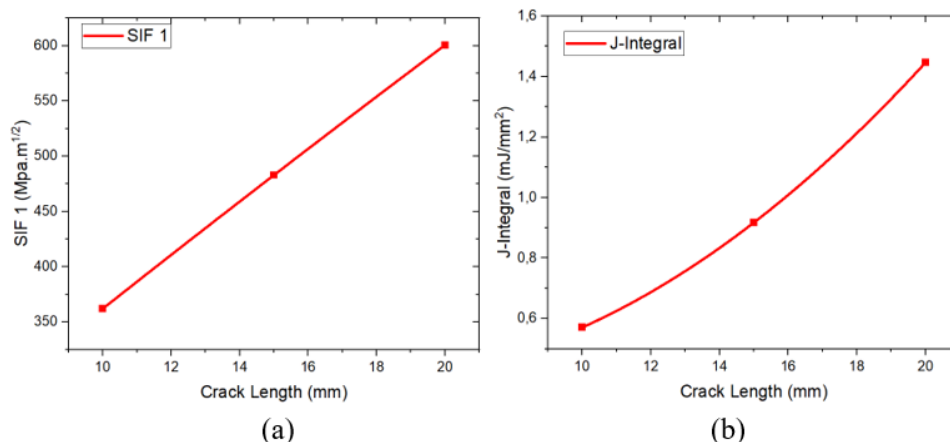 SIF 1
600
550
500
450
400
350
SIF 1 (Mpa.m1/2)
10 12 14 16 18 20
Crack Length (mm)
(a)
J-Integral
1,6
1,4
1,2
1,0
0,8
0,6
J-Integral (mJ/mm2)
10 12 14 16 18 20
Crack Length (mm)
(b)